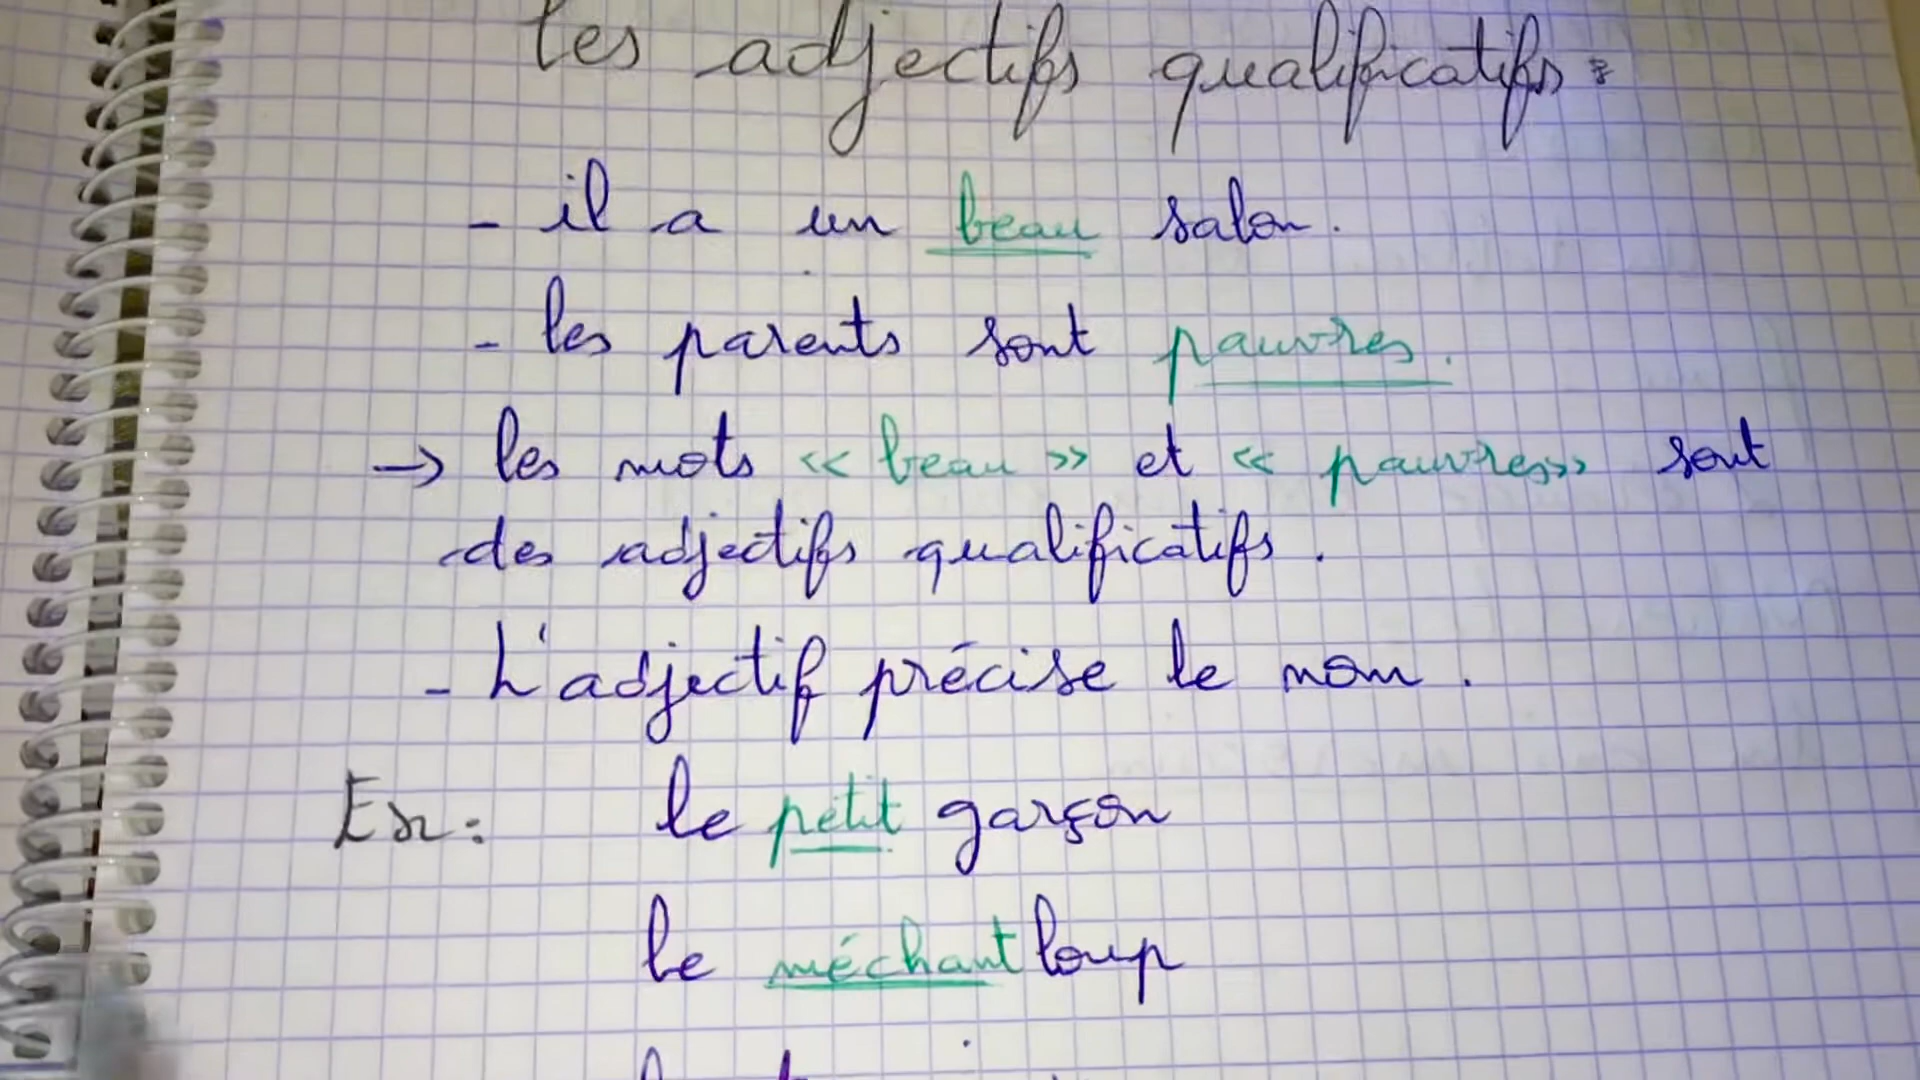 les adjectifs qualificatifs :
- il a un beau salon.
- les parents sont pauvres.
→ les mots « beau » et « pauvres » sont
des adjectifs qualificatifs.
- L'adjectif précise le nom.
Ex : le petit garçon
le méchant loup